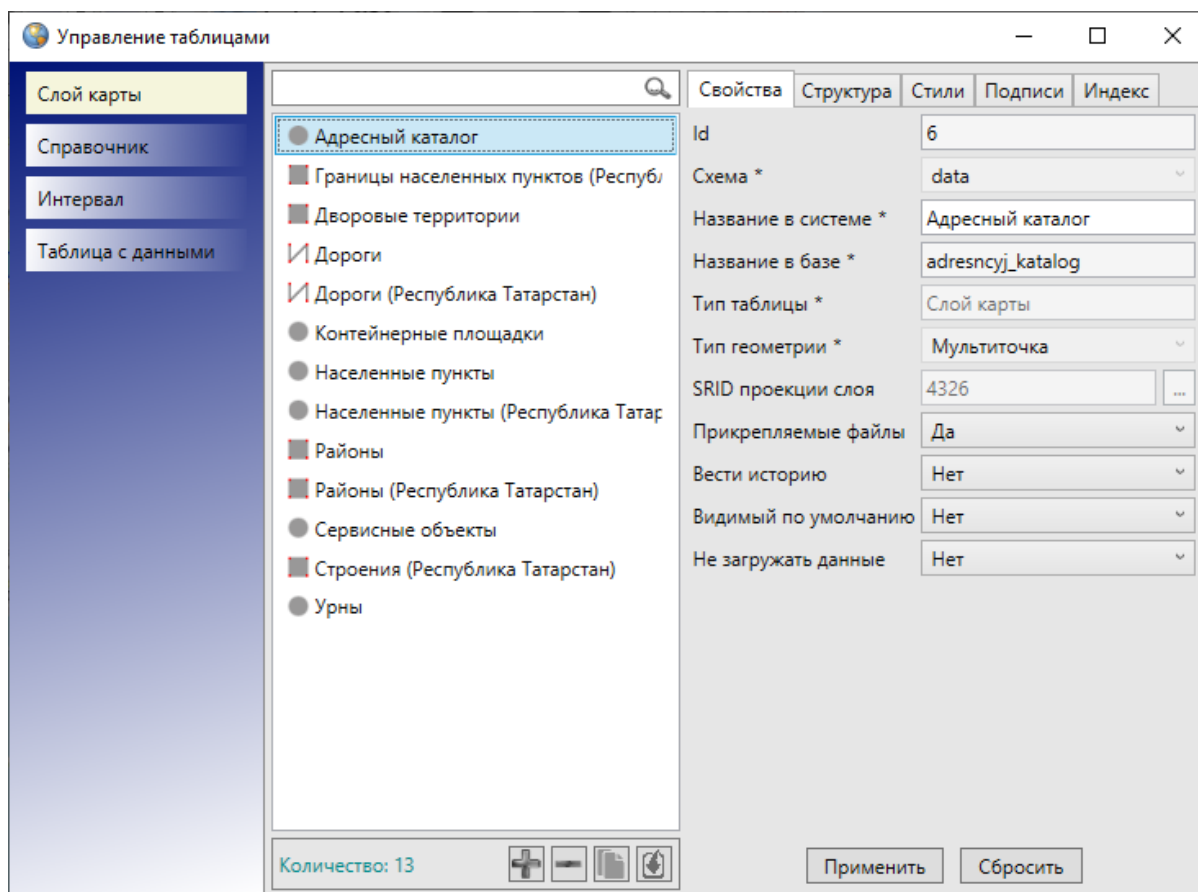 Управление таблицами
Слой карты
Справочник
Интервал
Таблица с данными
Адресный каталог
Границы населенных пунктов (Респуб
Дворовые территории
Дороги
Дороги (Республика Татарстан)
Контейнерные площадки
Населенные пункты
Населенные пункты (Республика Татар
Районы
Районы (Республика Татарстан)
Сервисные объекты
Строения (Республика Татарстан)
Урны
Количество: 13
Свойства Структура Стили Подписи Индекс
Id 6
Схема * data
Название в системе * Адресный каталог
Название в базе * adresncyj_katalog
Тип таблицы * Слой карты
Тип геометрии * Мультиточка
SRID проекции слоя 4326 ...
Прикрепляемые файлы Да
Вести историю Нет
Видимый по умолчанию Нет
Не загружать данные Нет
Применить Сбросить